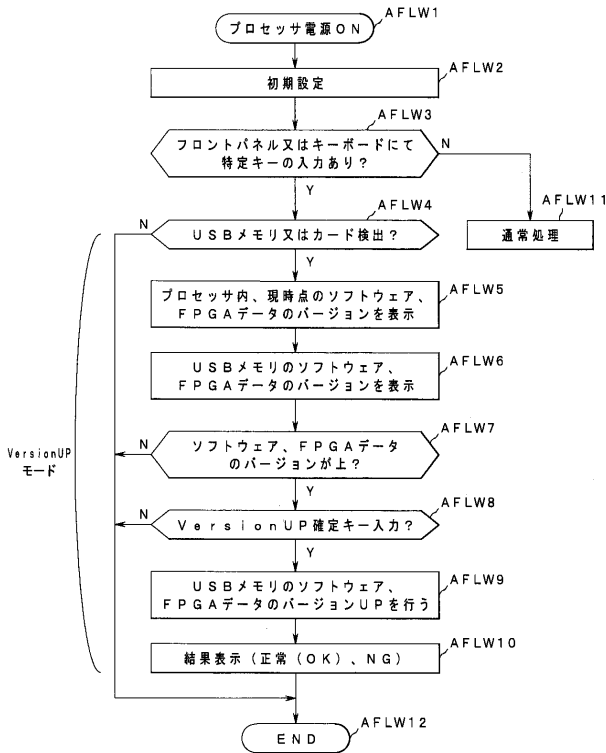 AFLW1
プロセッサ電源ON
AFLW2
初期設定
AFLW3
フロントパネル又はキーボードにて
特定キーの入力あり？
N
Y
AFLW4
AFLW11
N
USBメモリ又はカード検出？
通常処理
Y
AFLW5
プロセッサ内、現時点のソフトウェア、
FPGAデータのバージョンを表示
AFLW6
USBメモリのソフトウェア、
FPGAデータのバージョンを表示
AFLW7
N
ソフトウェア、FPGAデータ
のバージョンが上？
VersionUP
モード
Y
AFLW8
N
VersionUP確定キー入力？
Y
AFLW9
USBメモリのソフトウェア、
FPGAデータのバージョンUPを行う
AFLW10
結果表示（正常（OK）、NG）
END
AFLW12